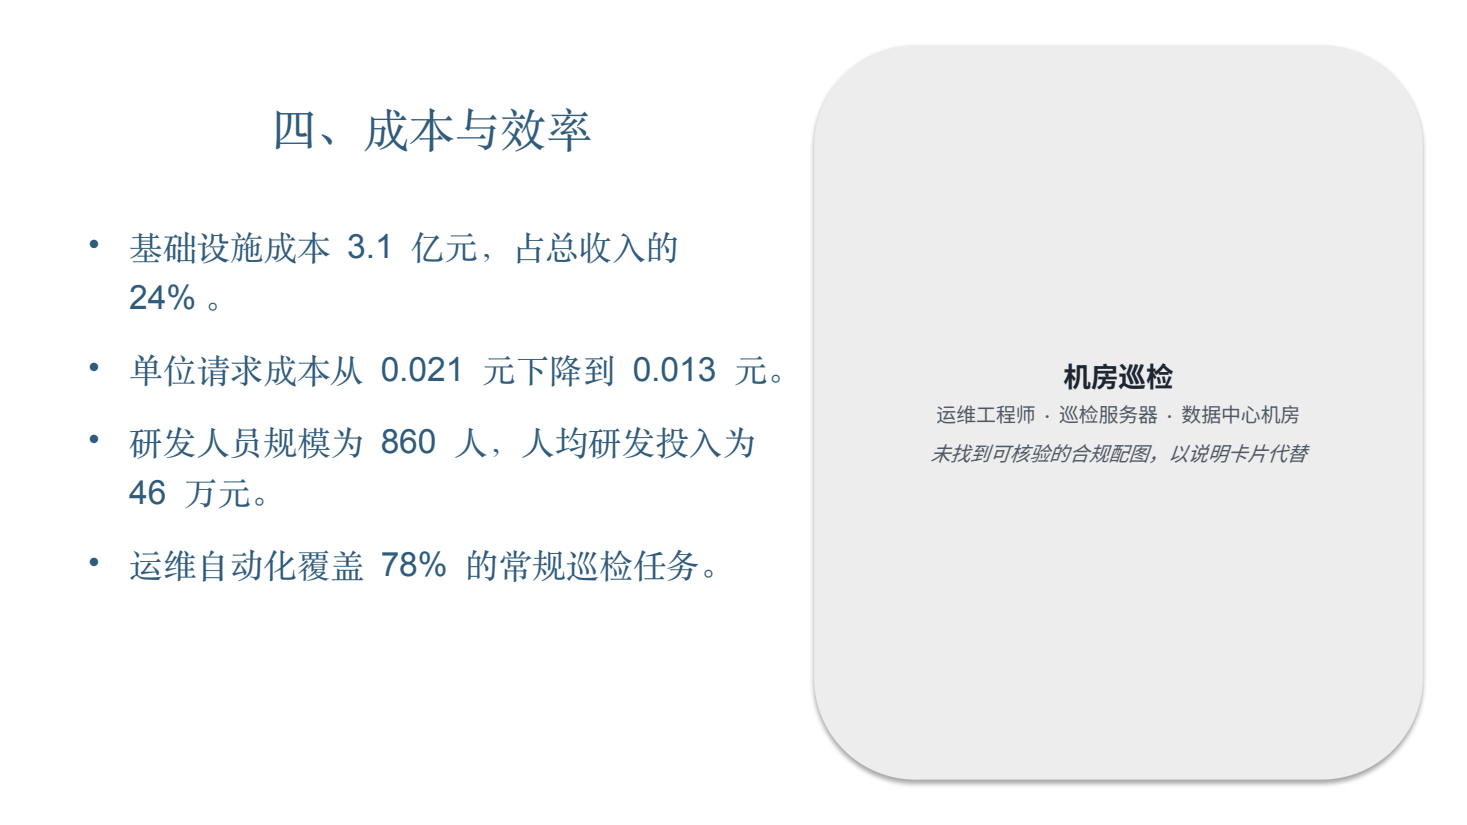 四、成本与效率
• 基础设施成本 3.1 亿元，占总收入的
24% 。
• 单位请求成本从 0.021 元下降到 0.013 元。
• 研发人员规模为 860 人，人均研发投入为
46 万元。
• 运维自动化覆盖 78% 的常规巡检任务。
机房巡检
运维工程师 · 巡检服务器 · 数据中心机房
未找到可核验的合规配图，以说明卡片代替